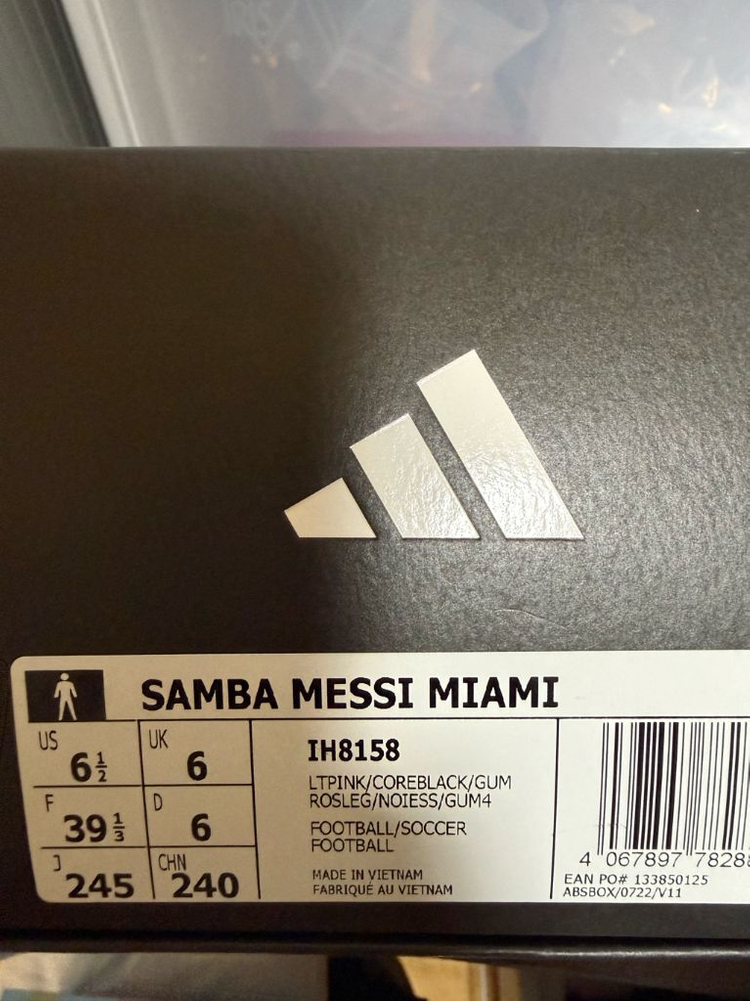 SAMBA MESSI MIAMI
US 6½
UK 6
F 39⅓
D 6
J 245
CHN 240
IH8158
LTPINK/COREBLACK/GUM
ROSLEG/NOIESS/GUM4
FOOTBALL/SOCCER
FOOTBALL
MADE IN VIETNAM
FABRIQUÉ AU VIETNAM
4 067897 7828
EAN PO# 133850125
ABSBOX/0722/V11